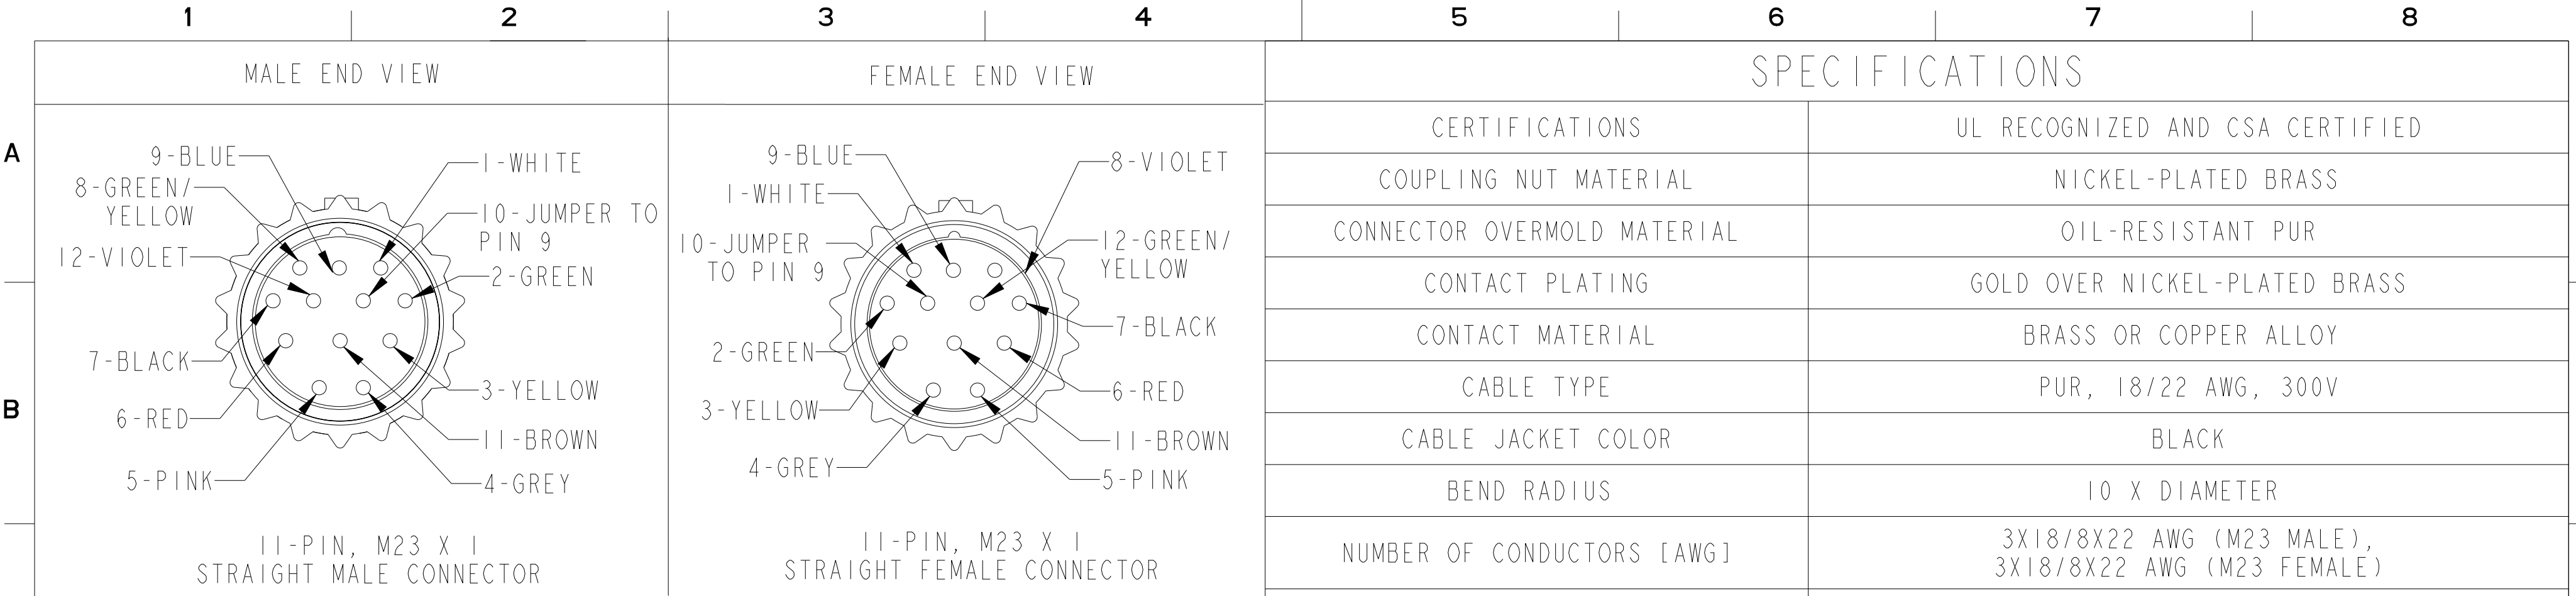 1 2 3 4 5 6 7 8
A
B
MALE END VIEW
9-BLUE
8-GREEN/
YELLOW
12-VIOLET
7-BLACK
6-RED
5-PINK
1-WHITE
10-JUMPER TO
PIN 9
2-GREEN
3-YELLOW
11-BROWN
4-GREY
11-PIN, M23 X 1
STRAIGHT MALE CONNECTOR
FEMALE END VIEW
9-BLUE
1-WHITE
10-JUMPER
TO PIN 9
2-GREEN
3-YELLOW
4-GREY
8-VIOLET
12-GREEN/
YELLOW
7-BLACK
6-RED
11-BROWN
5-PINK
11-PIN, M23 X 1
STRAIGHT FEMALE CONNECTOR
SPECIFICATIONS
CERTIFICATIONS UL RECOGNIZED AND CSA CERTIFIED
COUPLING NUT MATERIAL NICKEL-PLATED BRASS
CONNECTOR OVERMOLD MATERIAL OIL-RESISTANT PUR
CONTACT PLATING GOLD OVER NICKEL-PLATED BRASS
CONTACT MATERIAL BRASS OR COPPER ALLOY
CABLE TYPE PUR, 18/22 AWG, 300V
CABLE JACKET COLOR BLACK
BEND RADIUS 10 X DIAMETER
NUMBER OF CONDUCTORS [AWG] 3X18/8X22 AWG (M23 MALE),
3X18/8X22 AWG (M23 FEMALE)